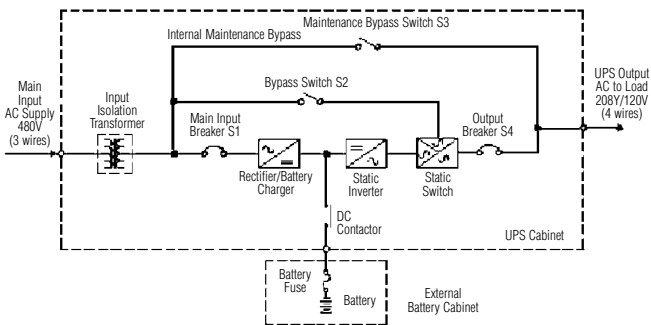 Maintenance Bypass Switch S3
Internal Maintenance Bypass
Main
Input
AC Supply
480V
(3 wires)
Input
Isolation
Transformer
Bypass Switch S2
UPS Output
AC to Load
208Y/120V
(4 wires)
Main Input
Breaker S1
Output
Breaker S4
Rectifier/Battery
Charger
Static
Inverter
Static
Switch
DC
Contactor
UPS Cabinet
Battery
Fuse
Battery
External
Battery Cabinet